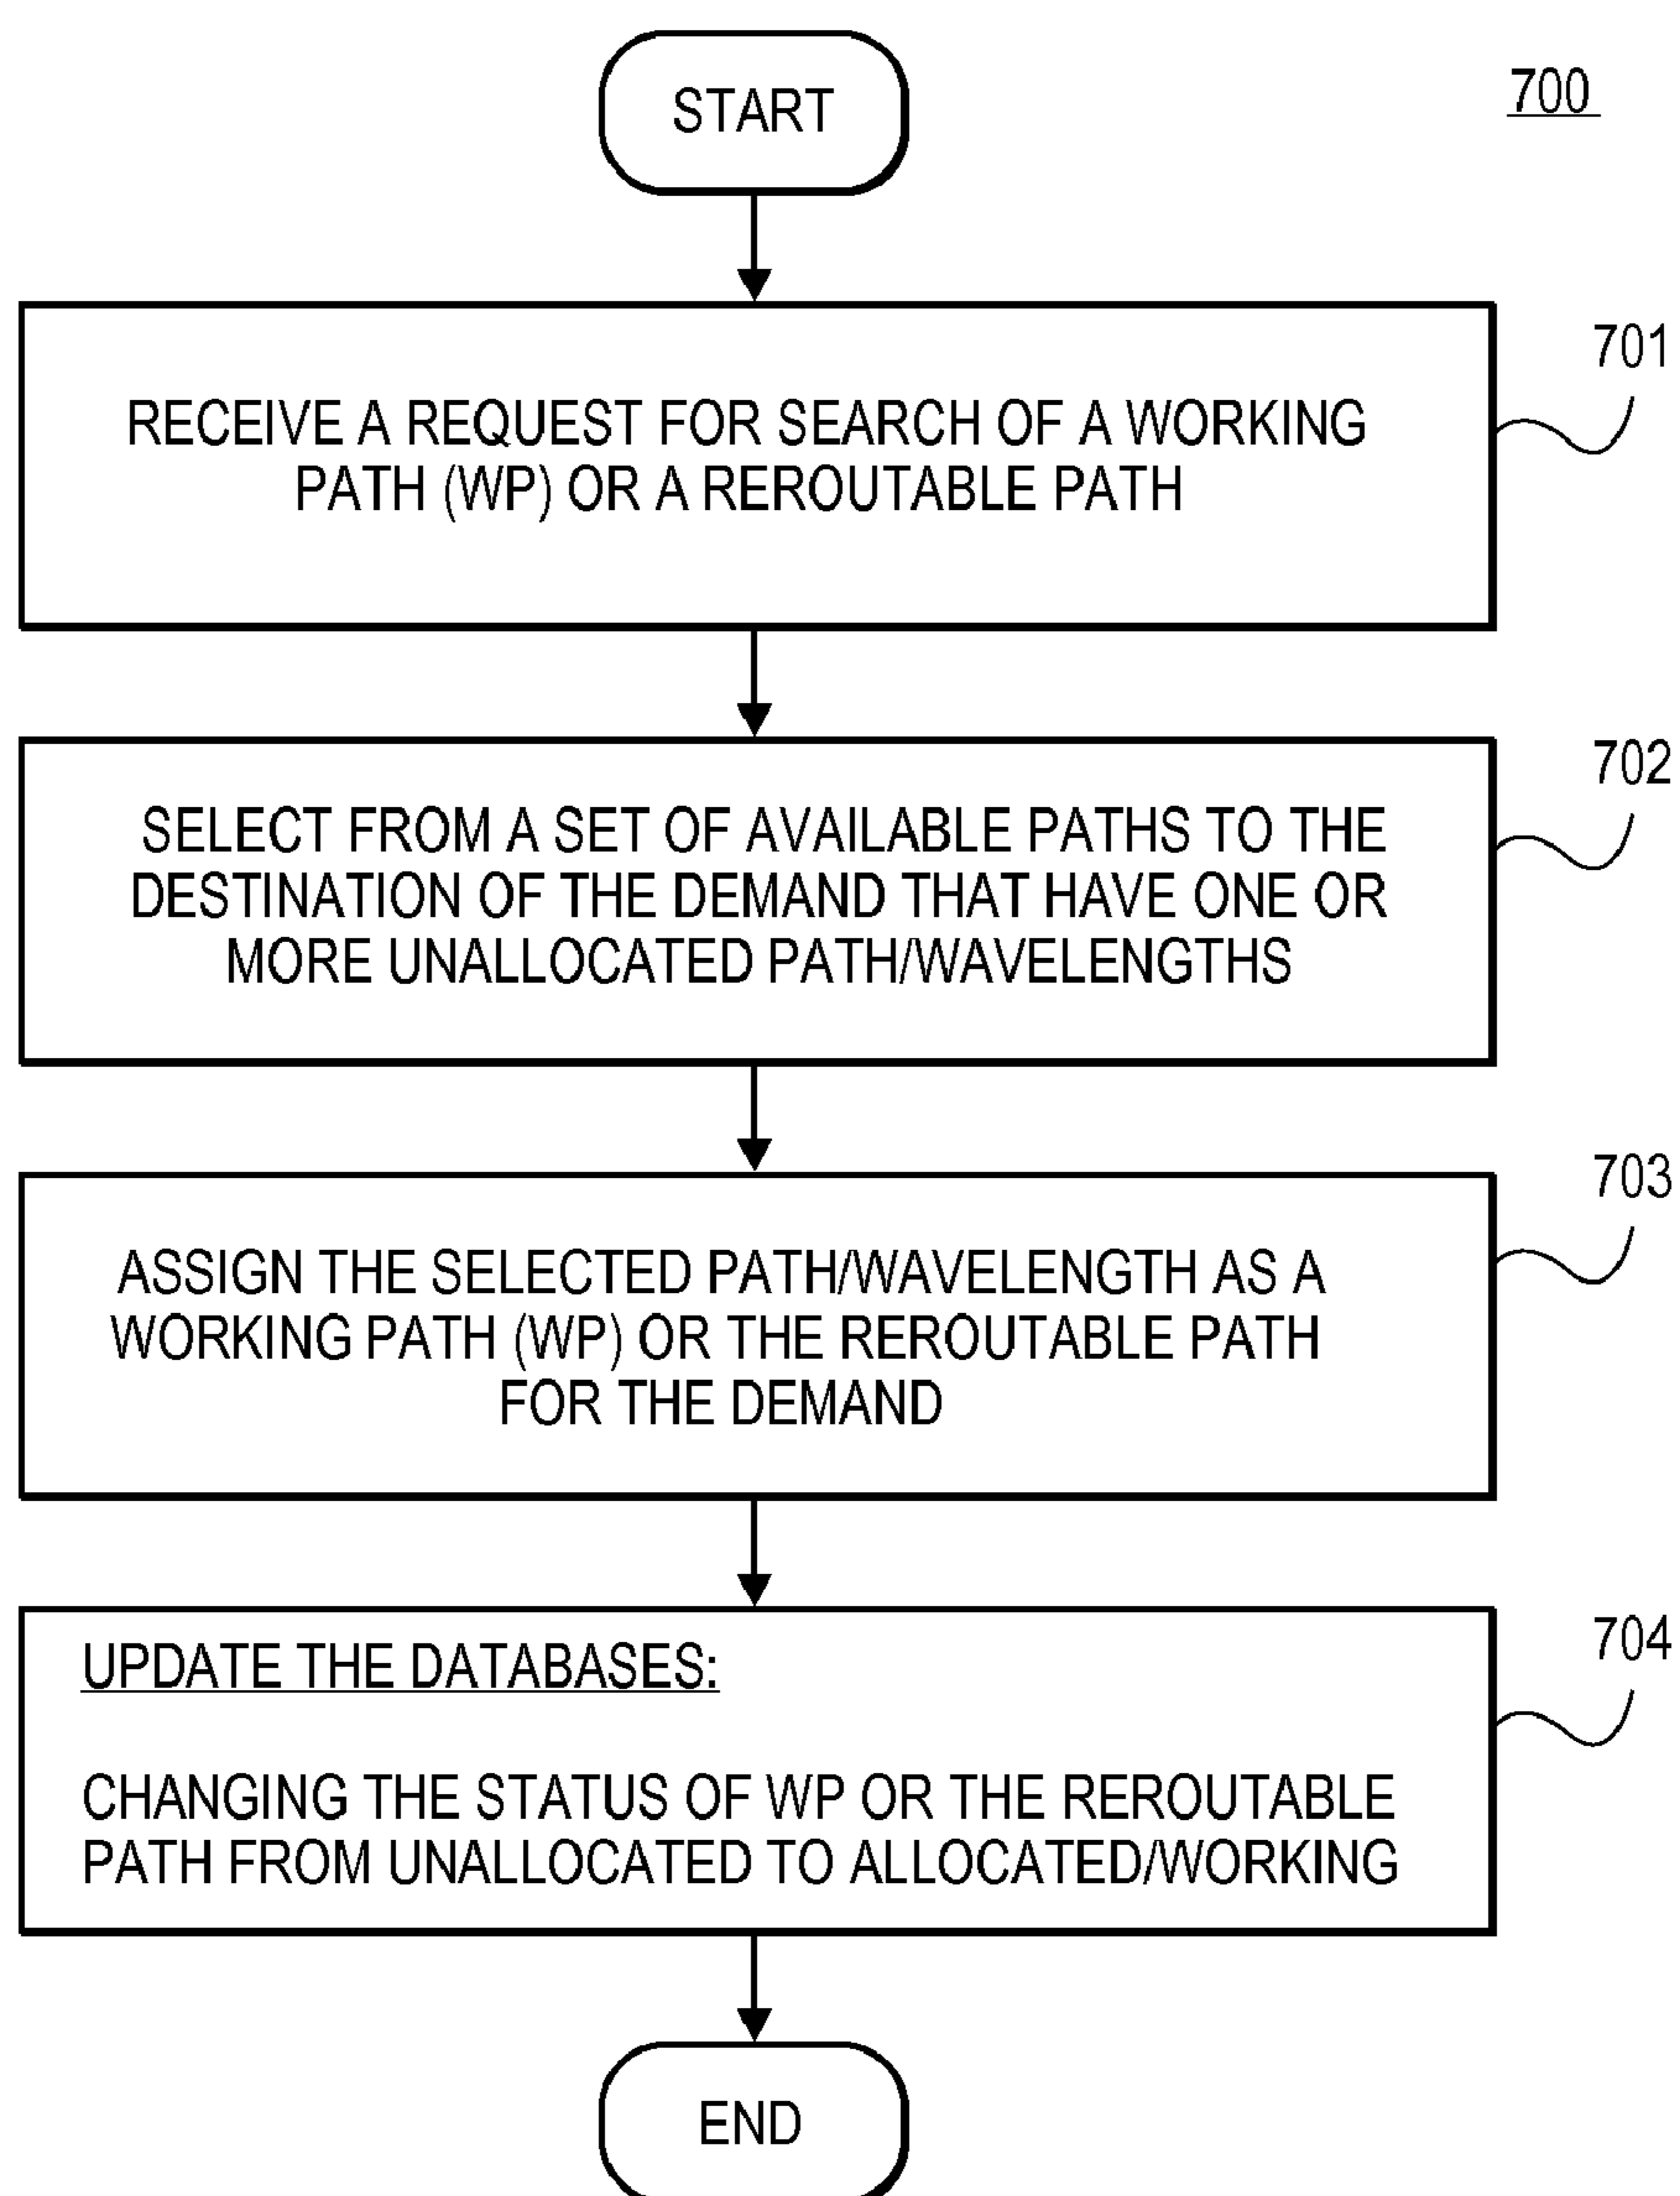 START
700
701
RECEIVE A REQUEST FOR SEARCH OF A WORKING
PATH (WP) OR A REROUTABLE PATH
702
SELECT FROM A SET OF AVAILABLE PATHS TO THE
DESTINATION OF THE DEMAND THAT HAVE ONE OR
MORE UNALLOCATED PATH/WAVELENGTHS
703
ASSIGN THE SELECTED PATH/WAVELENGTH AS A
WORKING PATH (WP) OR THE REROUTABLE PATH
FOR THE DEMAND
704
UPDATE THE DATABASES:
CHANGING THE STATUS OF WP OR THE REROUTABLE
PATH FROM UNALLOCATED TO ALLOCATED/WORKING
END